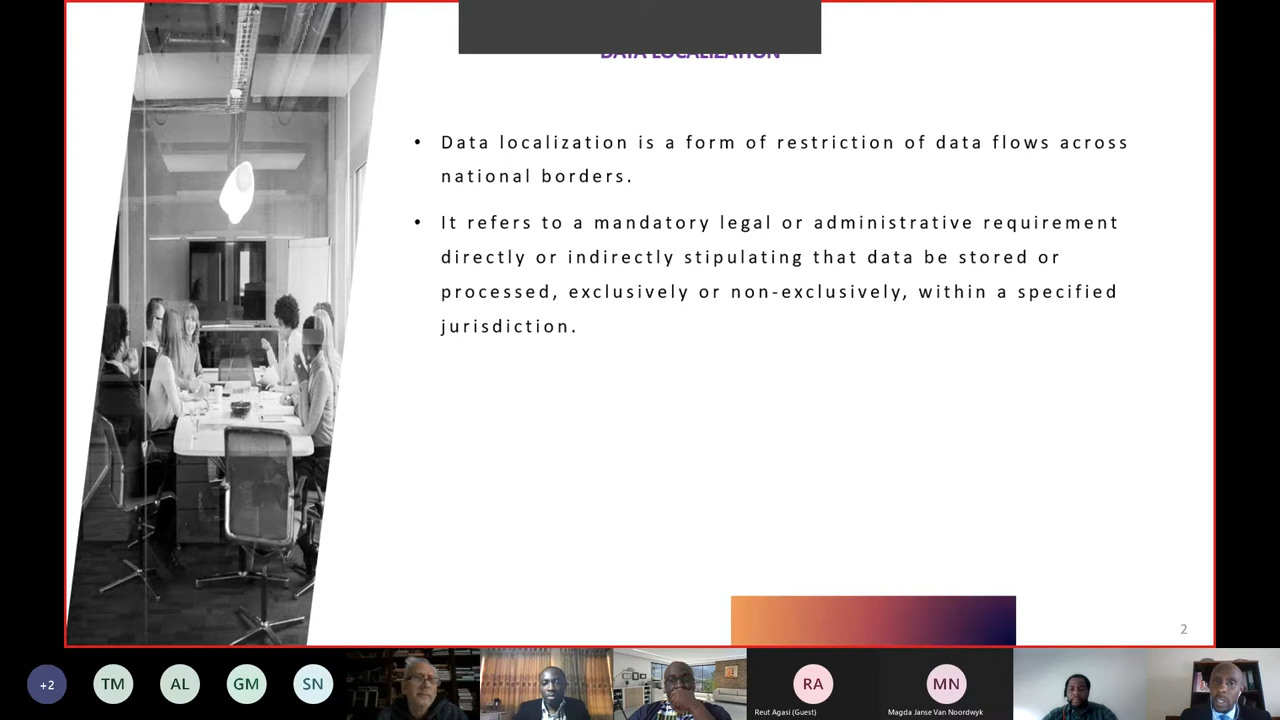 DATA LOCALIZATION
• Data localization is a form of restriction of data flows across
national borders.
• It refers to a mandatory legal or administrative requirement
directly or indirectly stipulating that data be stored or
processed, exclusively or non-exclusively, within a specified
jurisdiction.
2
+2
TM
AL
GM
SN
RA
MN
Reut Agasi (Guest)
Magda Janse Van Noordwyk